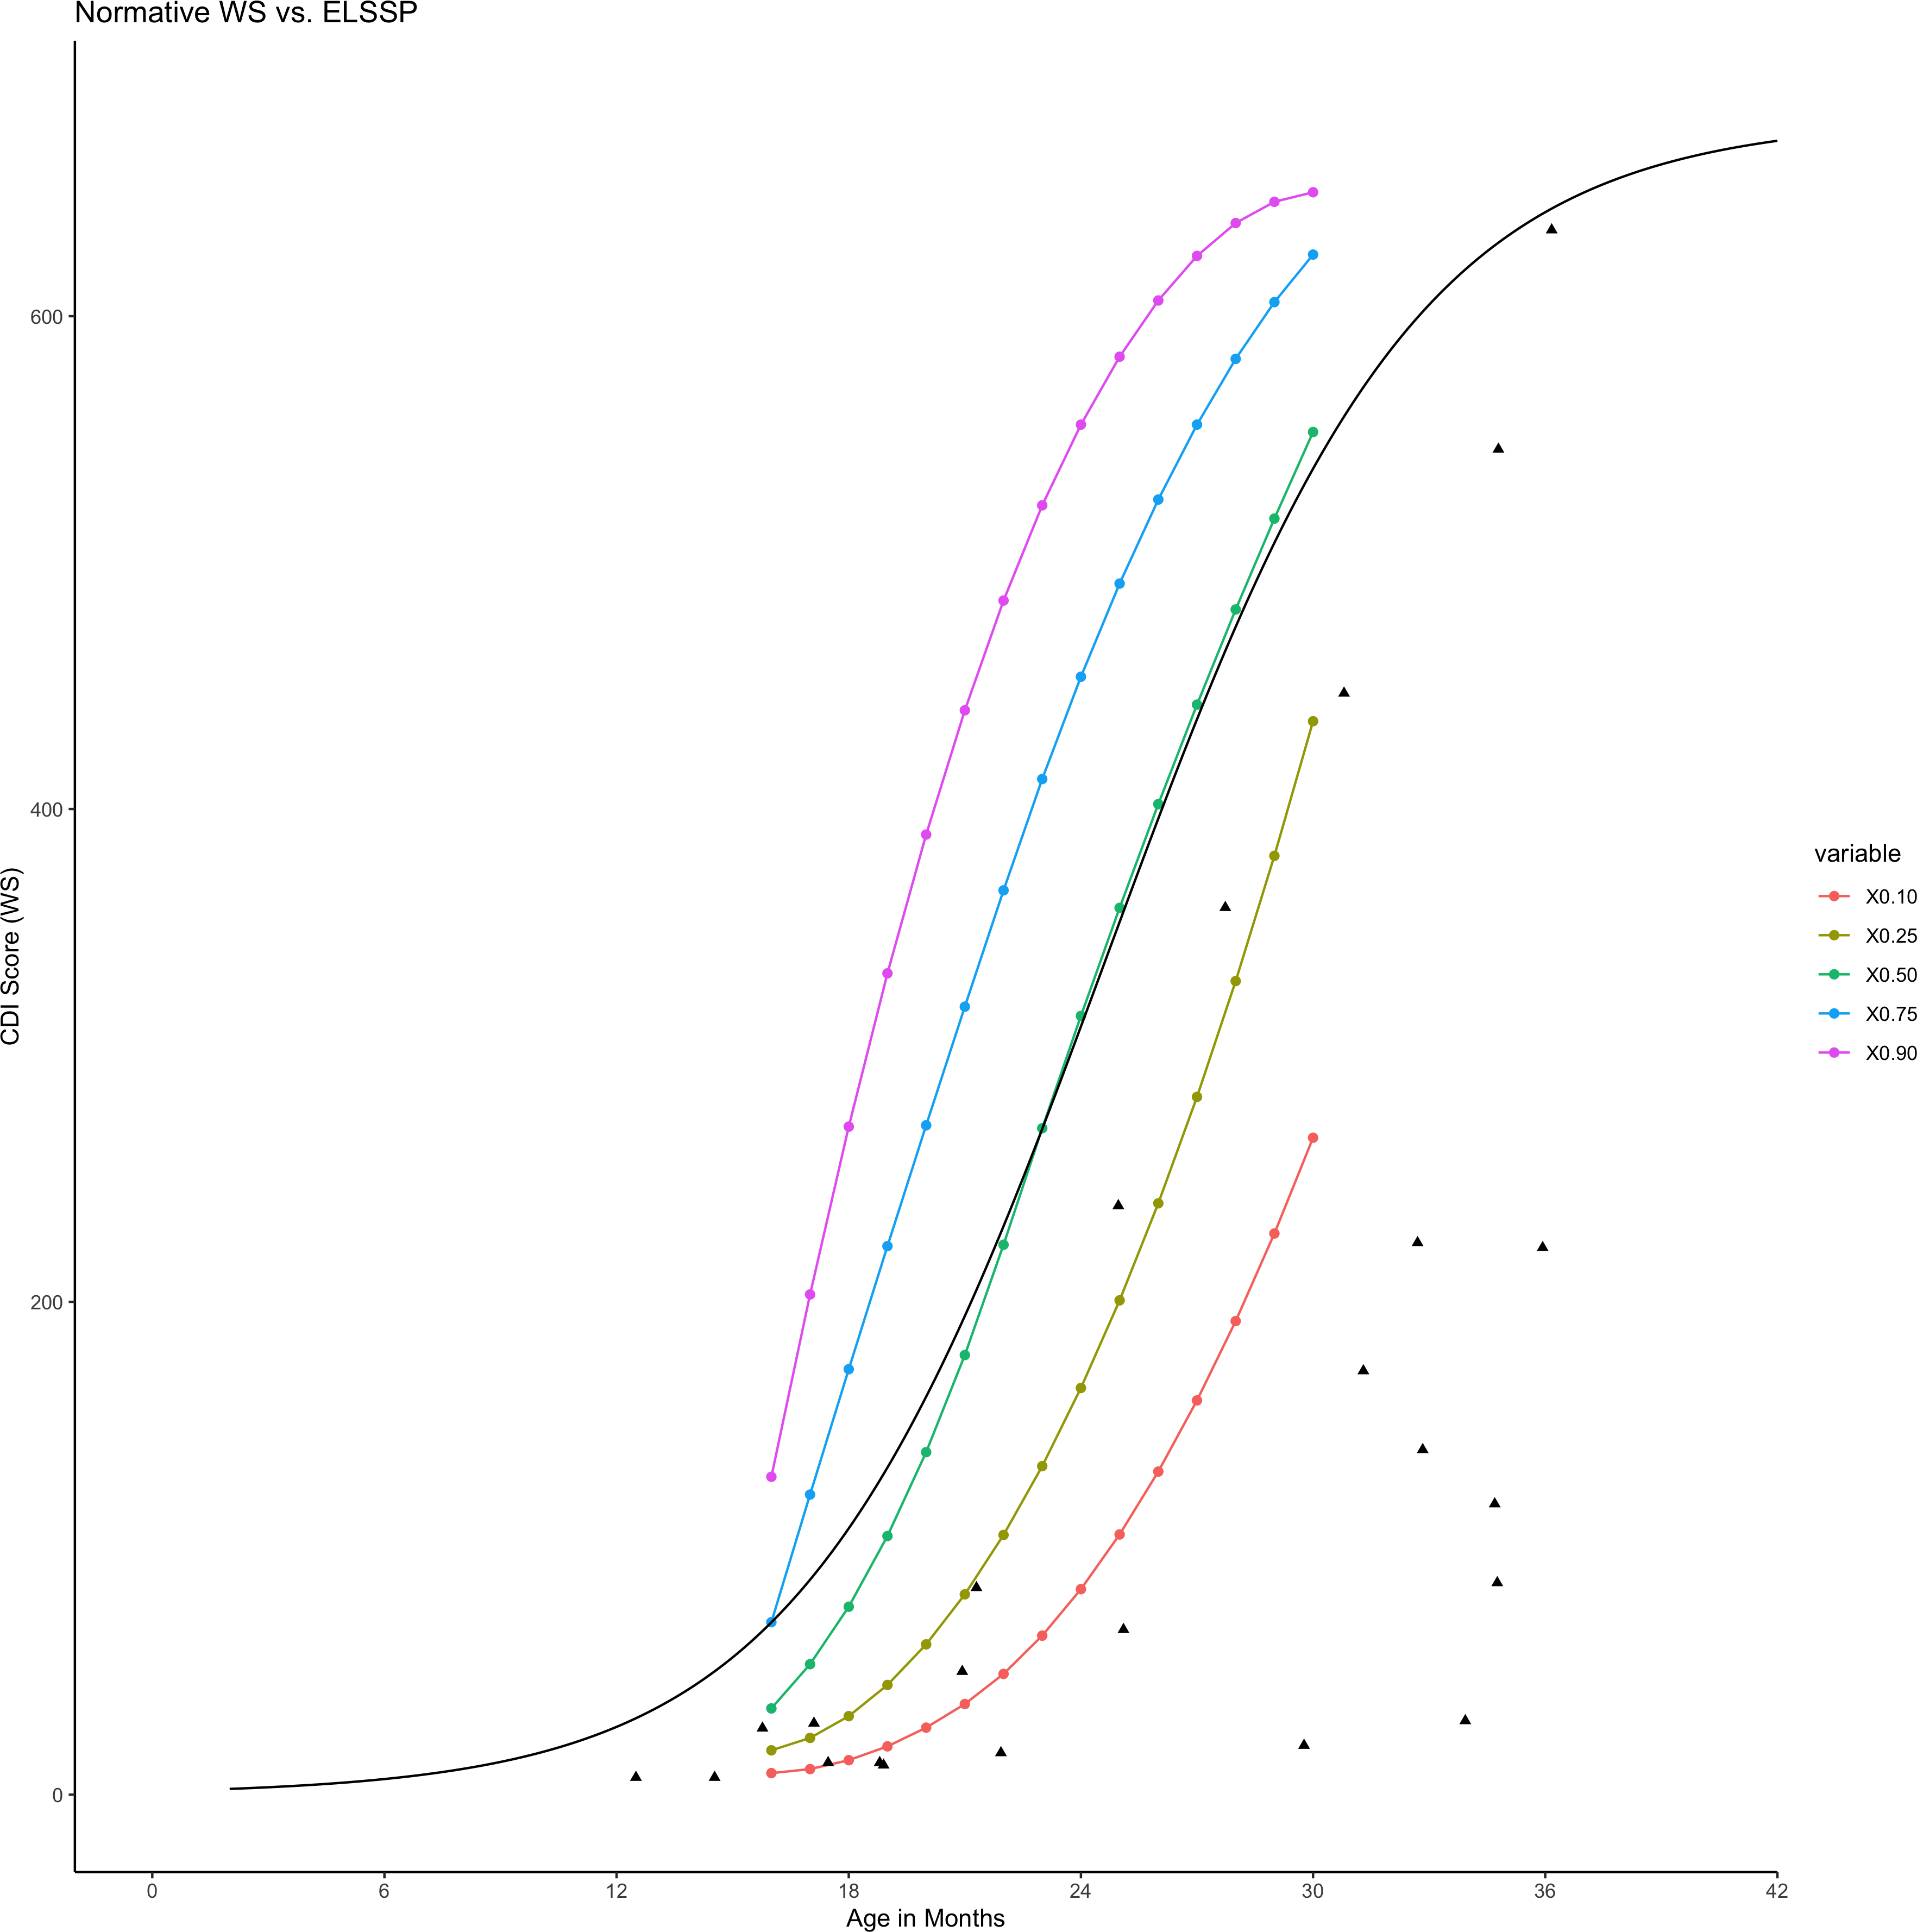 Normative WS vs. ELSSP
CDI Score (WS)
600
400
200
0
0 6 12 18 24 30 36 42
Age in Months
variable
X0.10
X0.25
X0.50
X0.75
X0.90